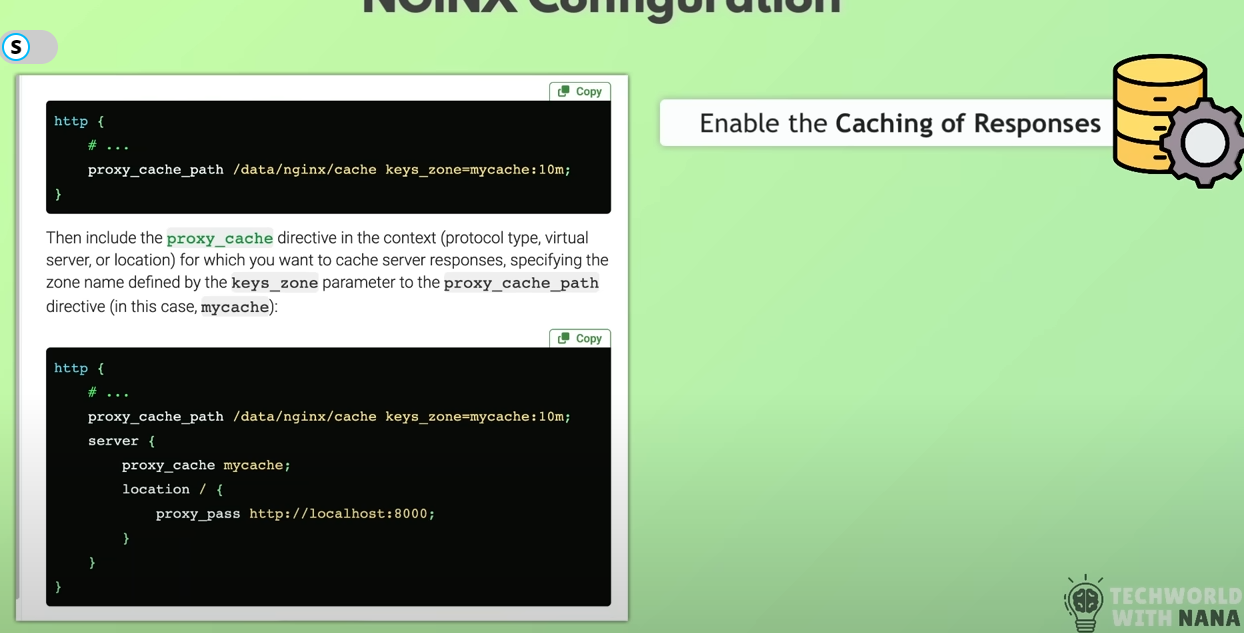 NGINX Configuration
S
Copy
http {
# ...
proxy_cache_path /data/nginx/cache keys_zone=mycache:10m;
}
Then include the proxy_cache directive in the context (protocol type, virtual
server, or location) for which you want to cache server responses, specifying the
zone name defined by the keys_zone parameter to the proxy_cache_path
directive (in this case, mycache):
Copy
http {
# ...
proxy_cache_path /data/nginx/cache keys_zone=mycache:10m;
server {
proxy_cache mycache;
location / {
proxy_pass http://localhost:8000;
}
}
}
Enable the Caching of Responses
TECHWORLD
WITH NANA